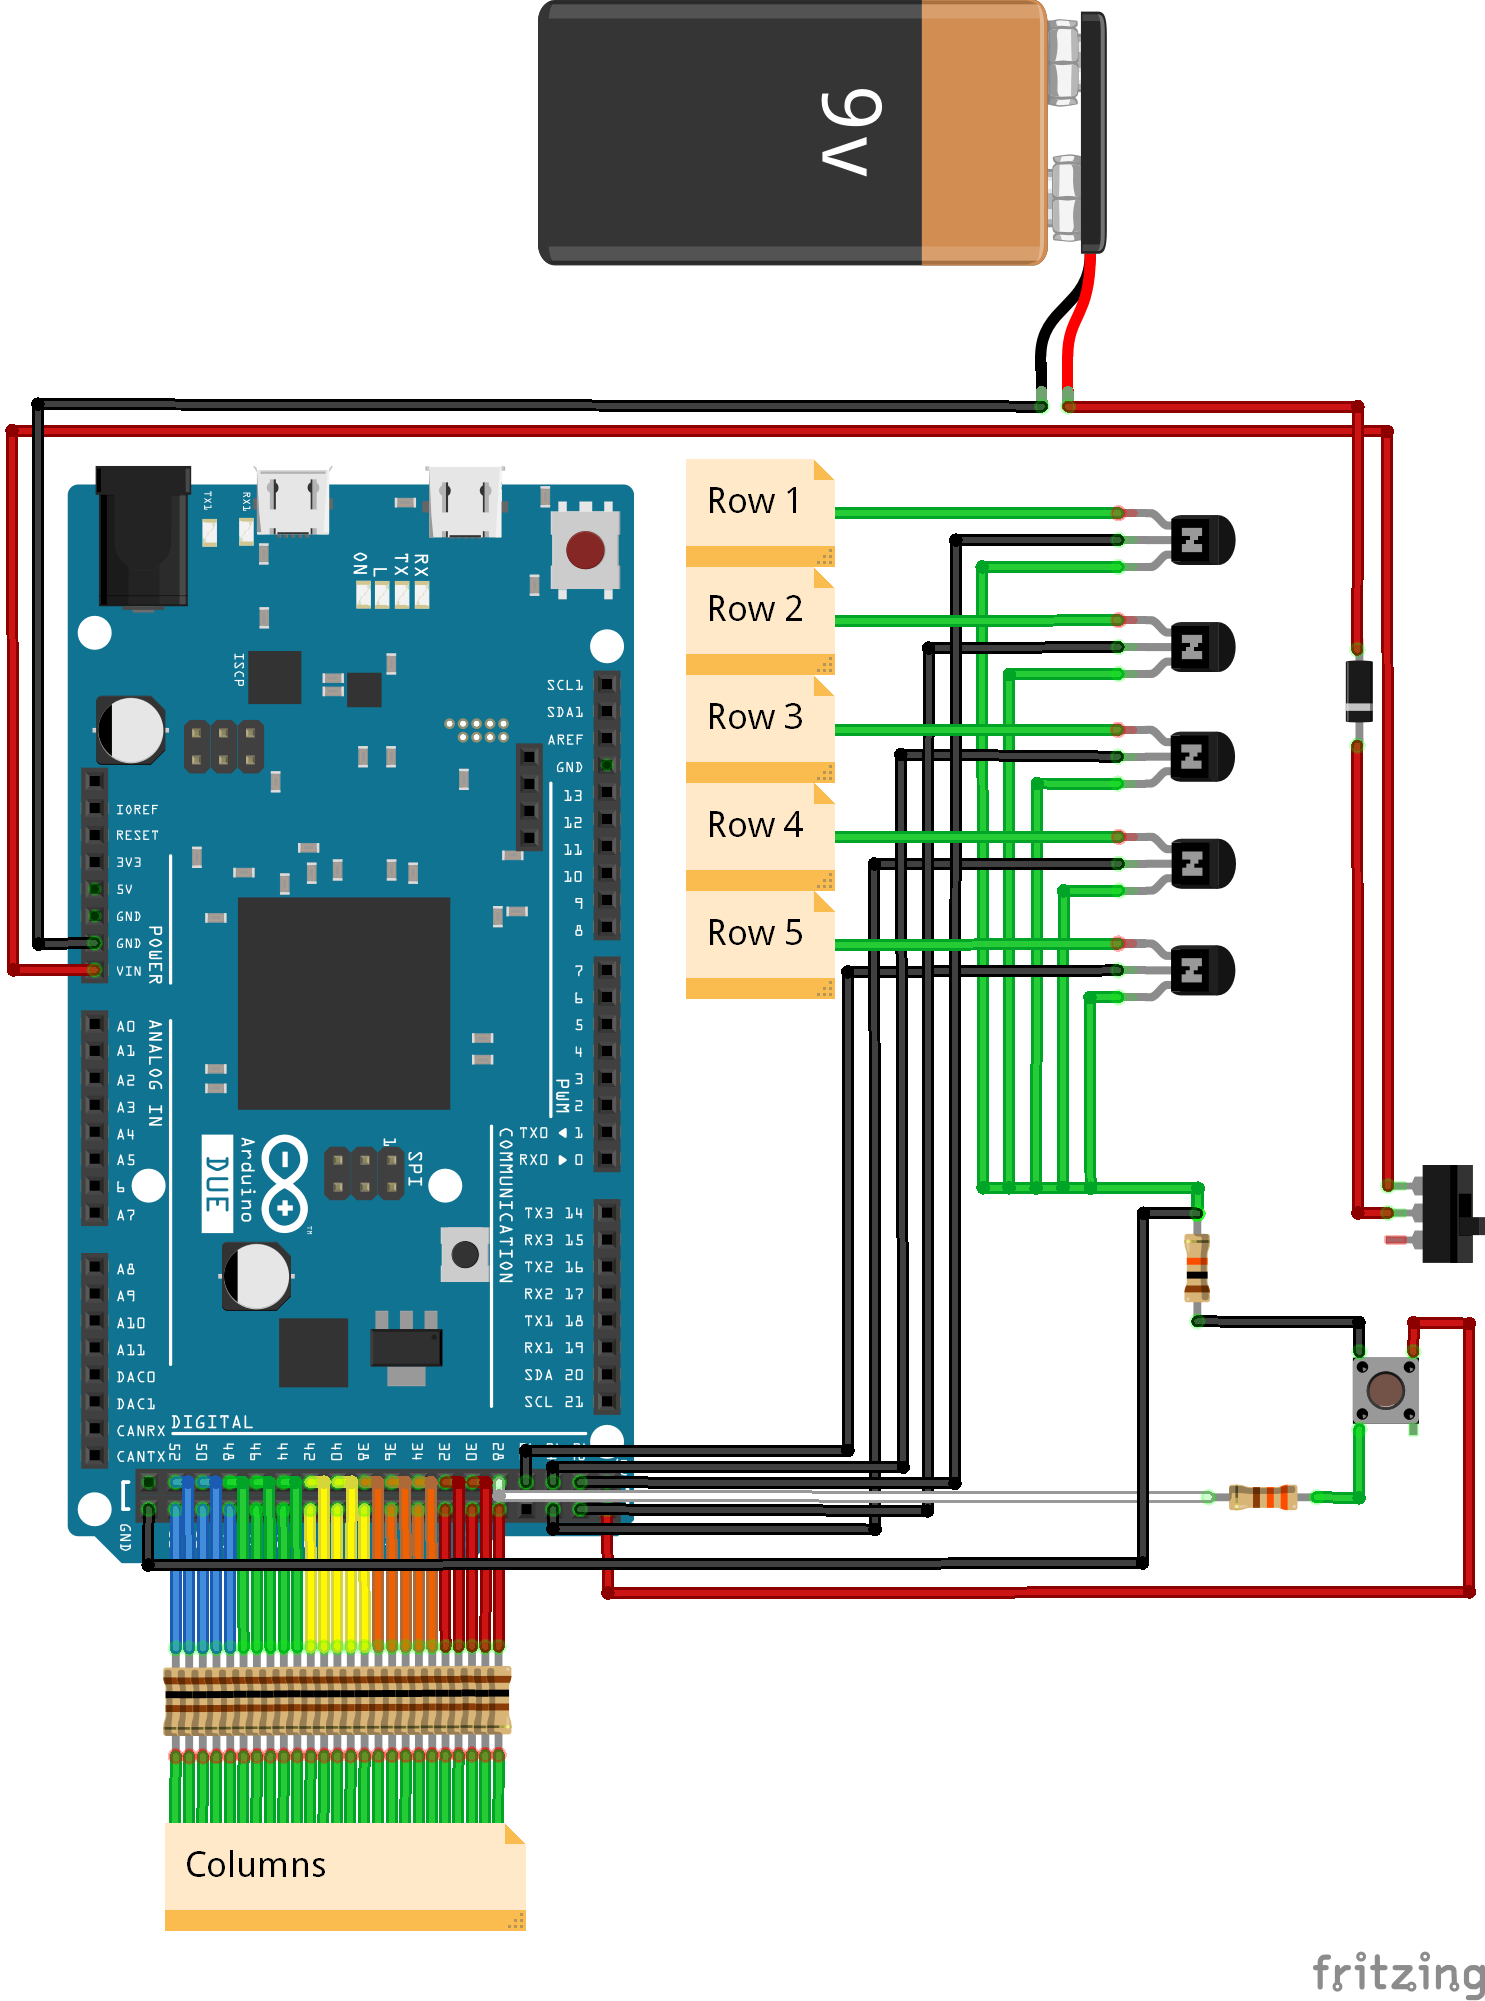 9v
TX1
RX1
ON
L
TX
RX
ISCP
Row 1
Row 2
Row 3
Row 4
Row 5
SCL1
SDA1
AREF
GND
13
12
11
10
9
8
IOREF
RESET
3V3
5V
GND
GND
VIN
POWER
7
6
5
4
3
2
TX0 ◀ 1
RX0 ▶ 0
PWM
A0
A1
A2
A3
A4
A5
6
A7
ANALOG IN
DUE
Arduino
TM
1
SPI
COMMUNICATION
TX3 14
RX3 15
TX2 16
RX2 17
TX1 18
RX1 19
SDA 20
SCL 21
A8
A9
A10
A11
DAC0
DAC1
CANRX
CANTX
DIGITAL
52 50 48 46 44 42 40 38 36 34 32 30 28
GND
N
N
N
N
N
Columns
fritzing